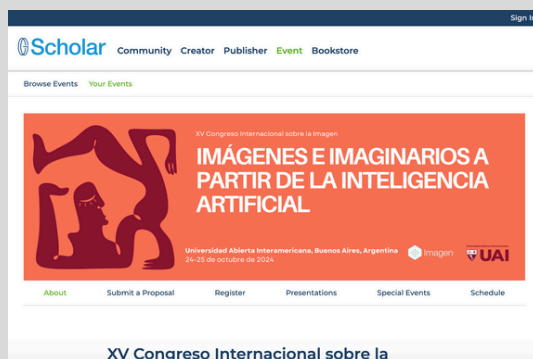 Sign In
Scholar Community Creator Publisher Event Bookstore
Browse Events Your Events
XV Congreso Internacional sobre la Imagen
IMÁGENES E IMAGINARIOS A
PARTIR DE LA INTELIGENCIA
ARTIFICIAL
Universidad Abierta Interamericana, Buenos Aires, Argentina
24-25 de octubre de 2024
Imagen
UAI
About Submit a Proposal Register Presentations Special Events Schedule
XV Congreso Internacional sobre la